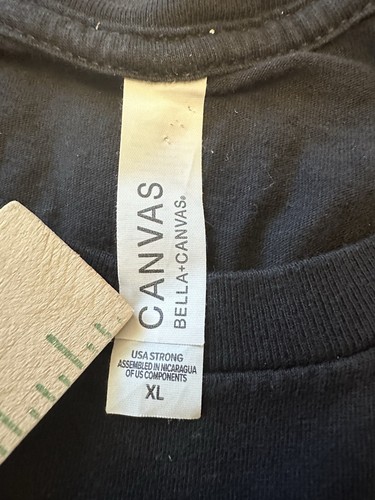 CANVAS
BELLA+CANVAS®
USA STRONG
ASSEMBLED IN NICARAGUA
OF US COMPONENTS
XL